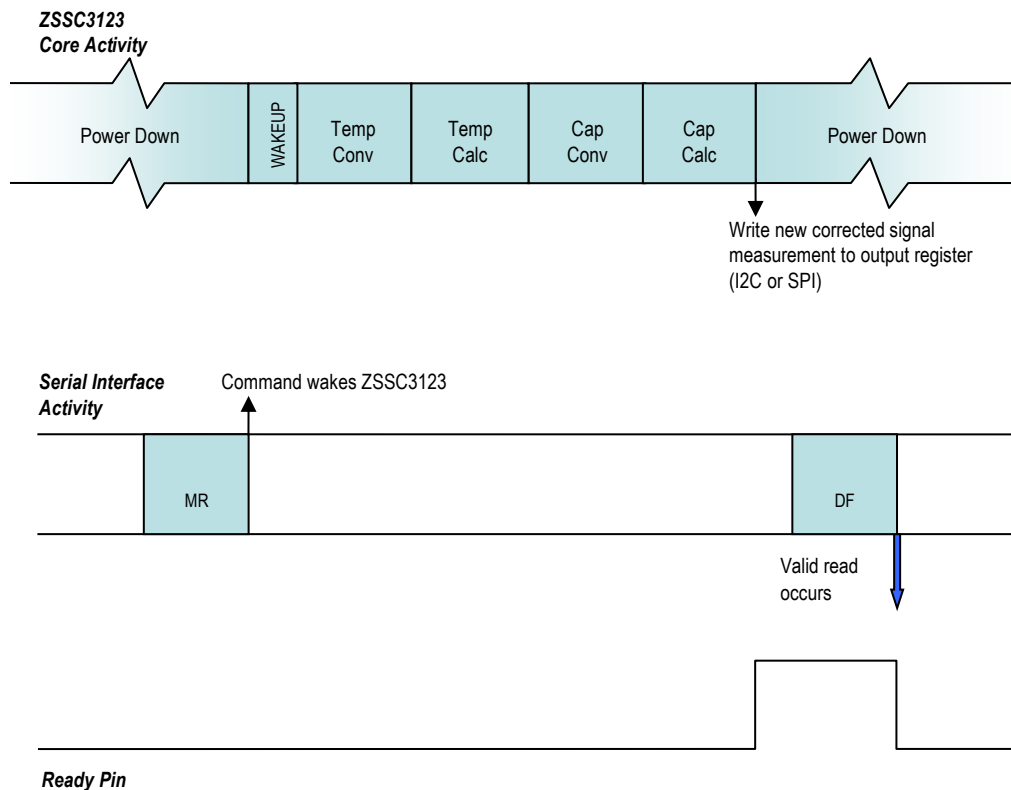 ZSSC3123
Core Activity
Power Down
WAKEUP
Temp
Conv
Temp
Calc
Cap
Conv
Cap
Calc
Power Down
Write new corrected signal
measurement to output register
(I2C or SPI)
Serial Interface
Activity
Command wakes ZSSC3123
MR
DF
Valid read
occurs
Ready Pin